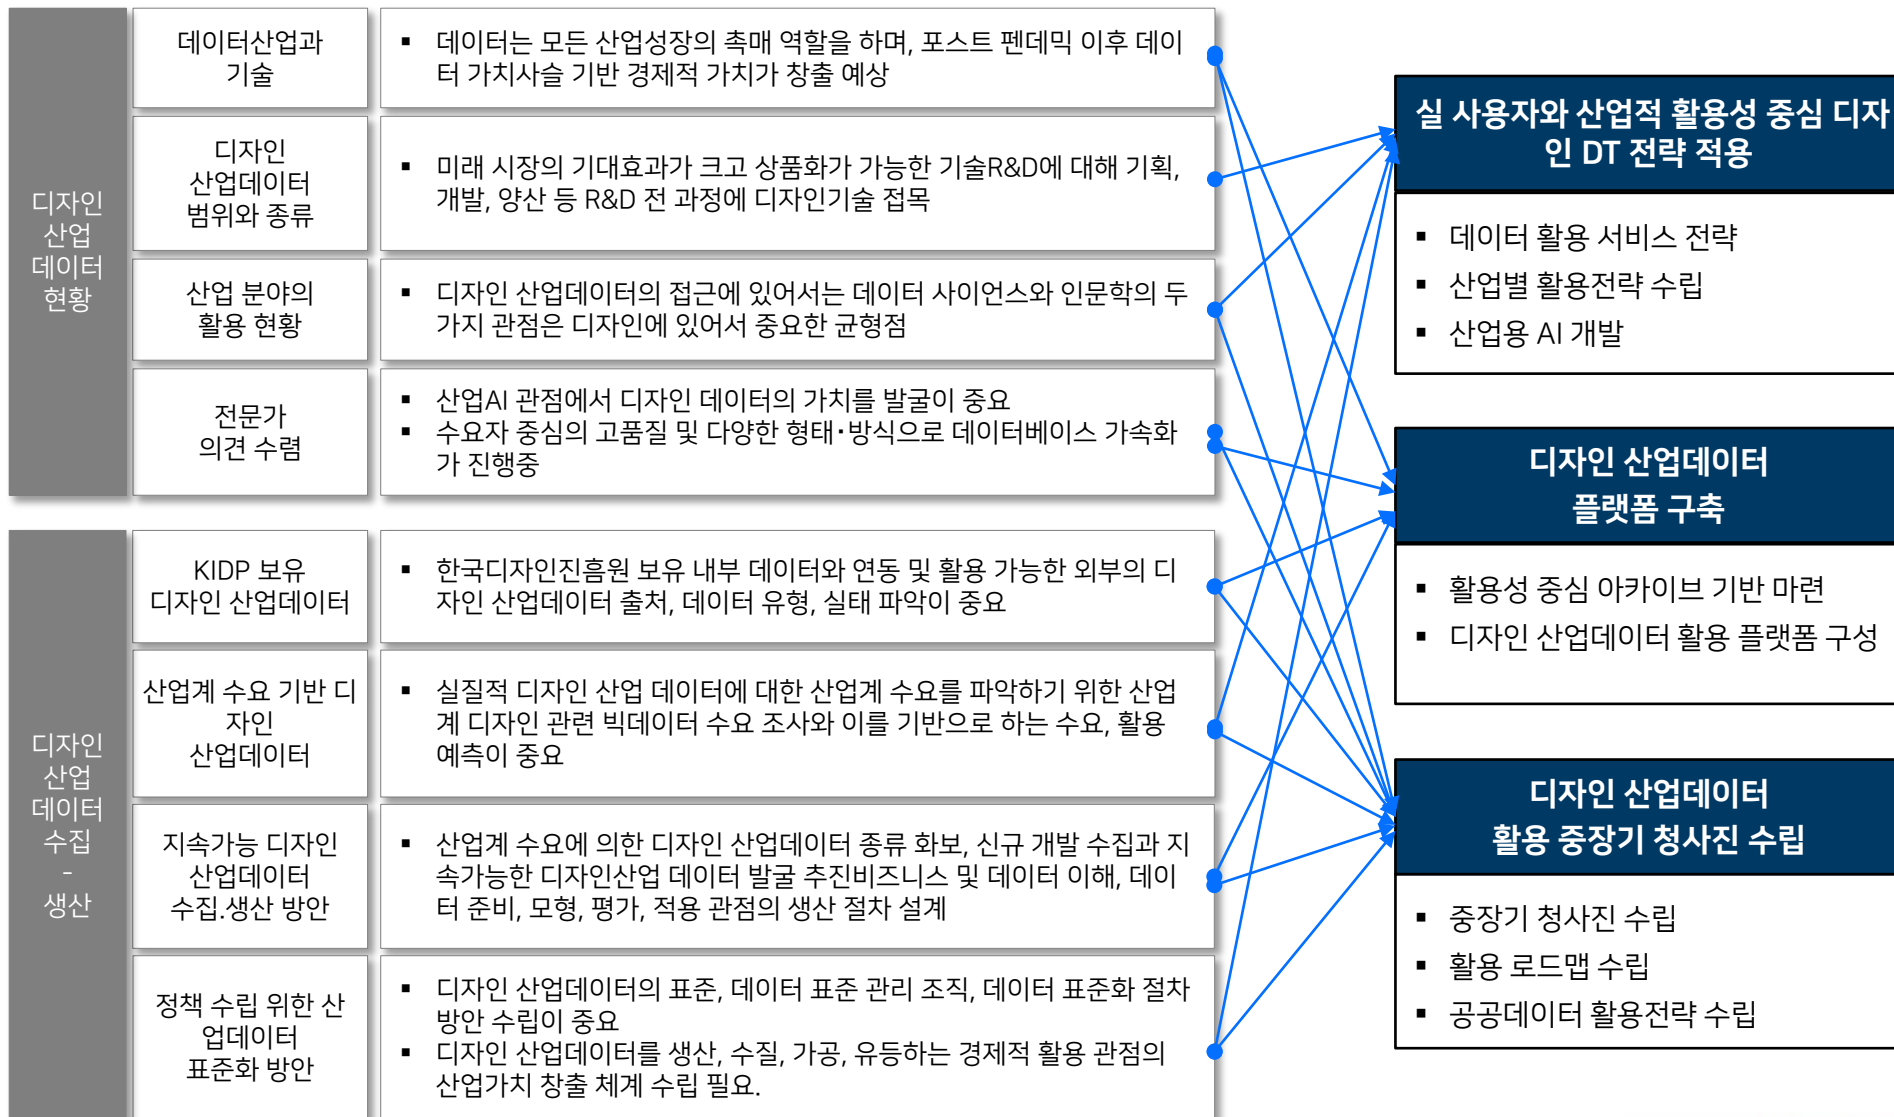 디자인
산업
데이터
현황
데이터산업과
기술
▪ 데이터는 모든 산업성장의 촉매 역할을 하며, 포스트 펜데믹 이후 데이
터 가치사슬 기반 경제적 가치가 창출 예상
디자인
산업데이터
범위와 종류
▪ 미래 시장의 기대효과가 크고 상품화가 가능한 기술R&D에 대해 기획,
개발, 양산 등 R&D 전 과정에 디자인기술 접목
산업 분야의
활용 현황
▪ 디자인 산업데이터의 접근에 있어서는 데이터 사이언스와 인문학의 두
가지 관점은 디자인에 있어서 중요한 균형점
전문가
의견 수렴
▪ 산업AI 관점에서 디자인 데이터의 가치를 발굴이 중요
▪ 수요자 중심의 고품질 및 다양한 형태·방식으로 데이터베이스 가속화
가 진행중
디자인
산업
데이터
수집
-
생산
KIDP 보유
디자인 산업데이터
▪ 한국디자인진흥원 보유 내부 데이터와 연동 및 활용 가능한 외부의 디
자인 산업데이터 출처, 데이터 유형, 실태 파악이 중요
산업계 수요 기반 디
자인
산업데이터
▪ 실질적 디자인 산업 데이터에 대한 산업계 수요를 파악하기 위한 산업
계 디자인 관련 빅데이터 수요 조사와 이를 기반으로 하는 수요, 활용
예측이 중요
지속가능 디자인
산업데이터
수집.생산 방안
▪ 산업계 수요에 의한 디자인 산업데이터 종류 화보, 신규 개발 수집과 지
속가능한 디자인산업 데이터 발굴 추진비즈니스 및 데이터 이해, 데이
터 준비, 모형, 평가, 적용 관점의 생산 절차 설계
정책 수립 위한 산
업데이터
표준화 방안
▪ 디자인 산업데이터의 표준, 데이터 표준 관리 조직, 데이터 표준화 절차
방안 수립이 중요
▪ 디자인 산업데이터를 생산, 수질, 가공, 유등하는 경제적 활용 관점의
산업가치 창출 체계 수립 필요.
실 사용자와 산업적 활용성 중심 디자
인 DT 전략 적용
▪ 데이터 활용 서비스 전략
▪ 산업별 활용전략 수립
▪ 산업용 AI 개발
디자인 산업데이터
플랫폼 구축
▪ 활용성 중심 아카이브 기반 마련
▪ 디자인 산업데이터 활용 플랫폼 구성
디자인 산업데이터
활용 중장기 청사진 수립
▪ 중장기 청사진 수립
▪ 활용 로드맵 수립
▪ 공공데이터 활용전략 수립